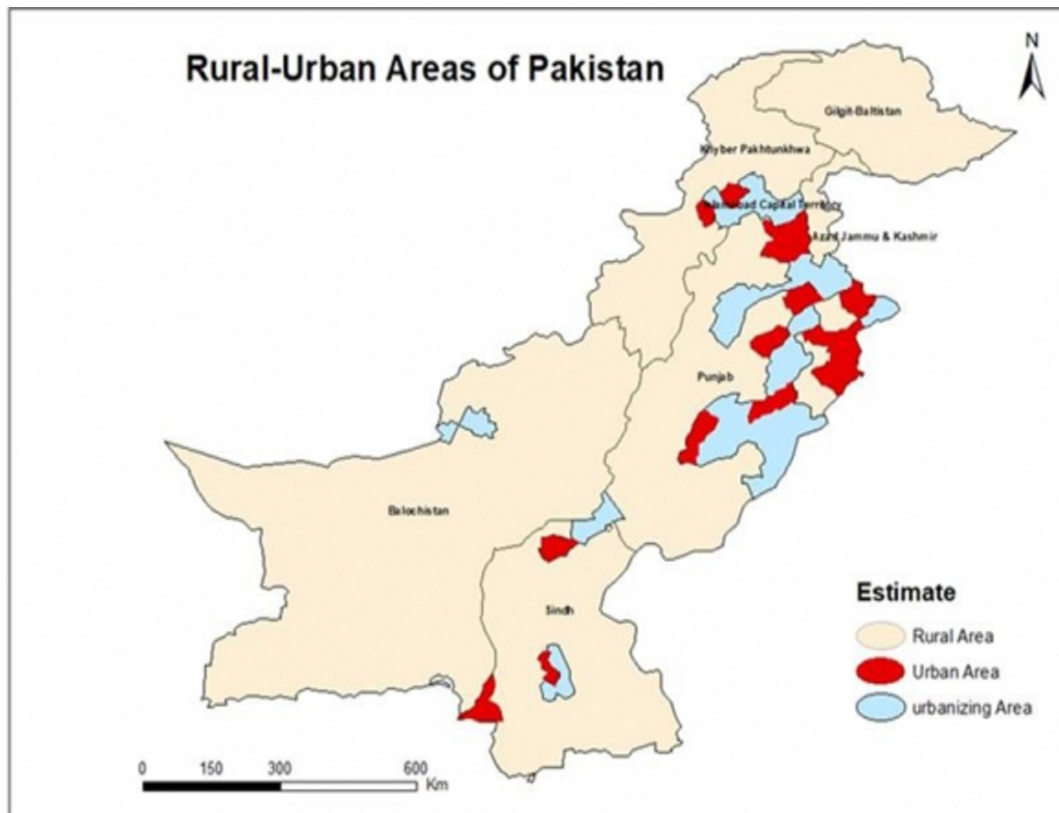 Rural-Urban Areas of Pakistan
N
Gilgit-Baltistan
Khyber Pakhtunkhwa
Islamabad Capital Territory
Azad Jammu & Kashmir
Punjab
Balochistan
Sindh
Estimate
Rural Area
Urban Area
urbanizing Area
0 150 300 600
Km